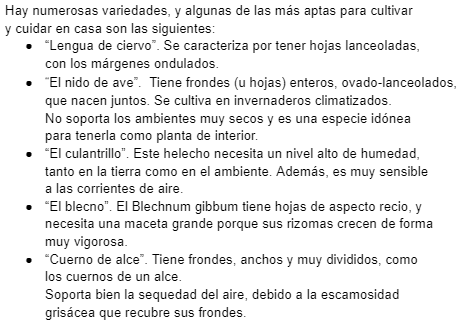 Hay numerosas variedades, y algunas de las más aptas para cultivar
y cuidar en casa son las siguientes:
● “Lengua de ciervo”. Se caracteriza por tener hojas lanceoladas,
con los márgenes ondulados.
● “El nido de ave”.  Tiene frondes (u hojas) enteros, ovado-lanceolados,
que nacen juntos. Se cultiva en invernaderos climatizados.
No soporta los ambientes muy secos y es una especie idónea
para tenerla como planta de interior.
● “El culantrillo”. Este helecho necesita un nivel alto de humedad,
tanto en la tierra como en el ambiente. Además, es muy sensible
a las corrientes de aire.
● “El blecno”. El Blechnum gibbum tiene hojas de aspecto recio, y
necesita una maceta grande porque sus rizomas crecen de forma
muy vigorosa.
● “Cuerno de alce”. Tiene frondes, anchos y muy divididos, como
los cuernos de un alce.
Soporta bien la sequedad del aire, debido a la escamosidad
grisácea que recubre sus frondes.